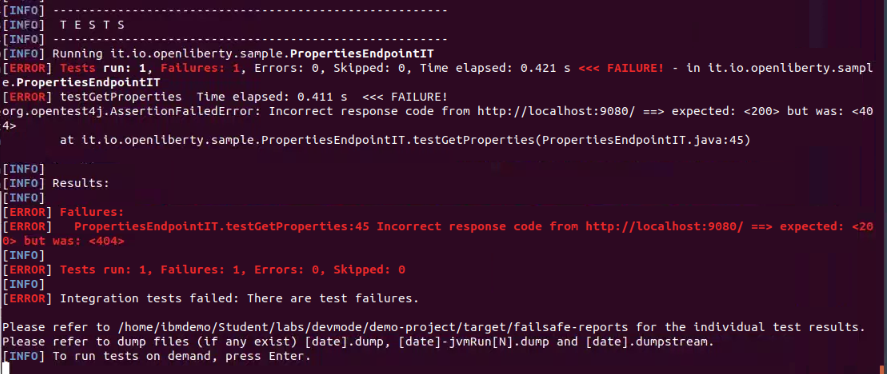 [INFO] -------------------------------------------------------
[INFO]  T E S T S
[INFO] -------------------------------------------------------
[INFO] Running it.io.openliberty.sample.PropertiesEndpointIT
[ERROR] Tests run: 1, Failures: 1, Errors: 0, Skipped: 0, Time elapsed: 0.421 s <<< FAILURE! - in it.io.openliberty.sampl
e.PropertiesEndpointIT
[ERROR] testGetProperties  Time elapsed: 0.411 s  <<< FAILURE!
org.opentest4j.AssertionFailedError: Incorrect response code from http://localhost:9080/ ==> expected: <200> but was: <40
4>
        at it.io.openliberty.sample.PropertiesEndpointIT.testGetProperties(PropertiesEndpointIT.java:45)
[INFO]
[INFO] Results:
[INFO]
[ERROR] Failures:
[ERROR]   PropertiesEndpointIT.testGetProperties:45 Incorrect response code from http://localhost:9080/ ==> expected: <20
0> but was: <404>
[INFO]
[ERROR] Tests run: 1, Failures: 1, Errors: 0, Skipped: 0
[INFO]
[ERROR] Integration tests failed: There are test failures.
Please refer to /home/ibmdemo/Student/labs/devmode/demo-project/target/failsafe-reports for the individual test results.
Please refer to dump files (if any exist) [date].dump, [date]-jvmRun[N].dump and [date].dumpstream.
[INFO] To run tests on demand, press Enter.